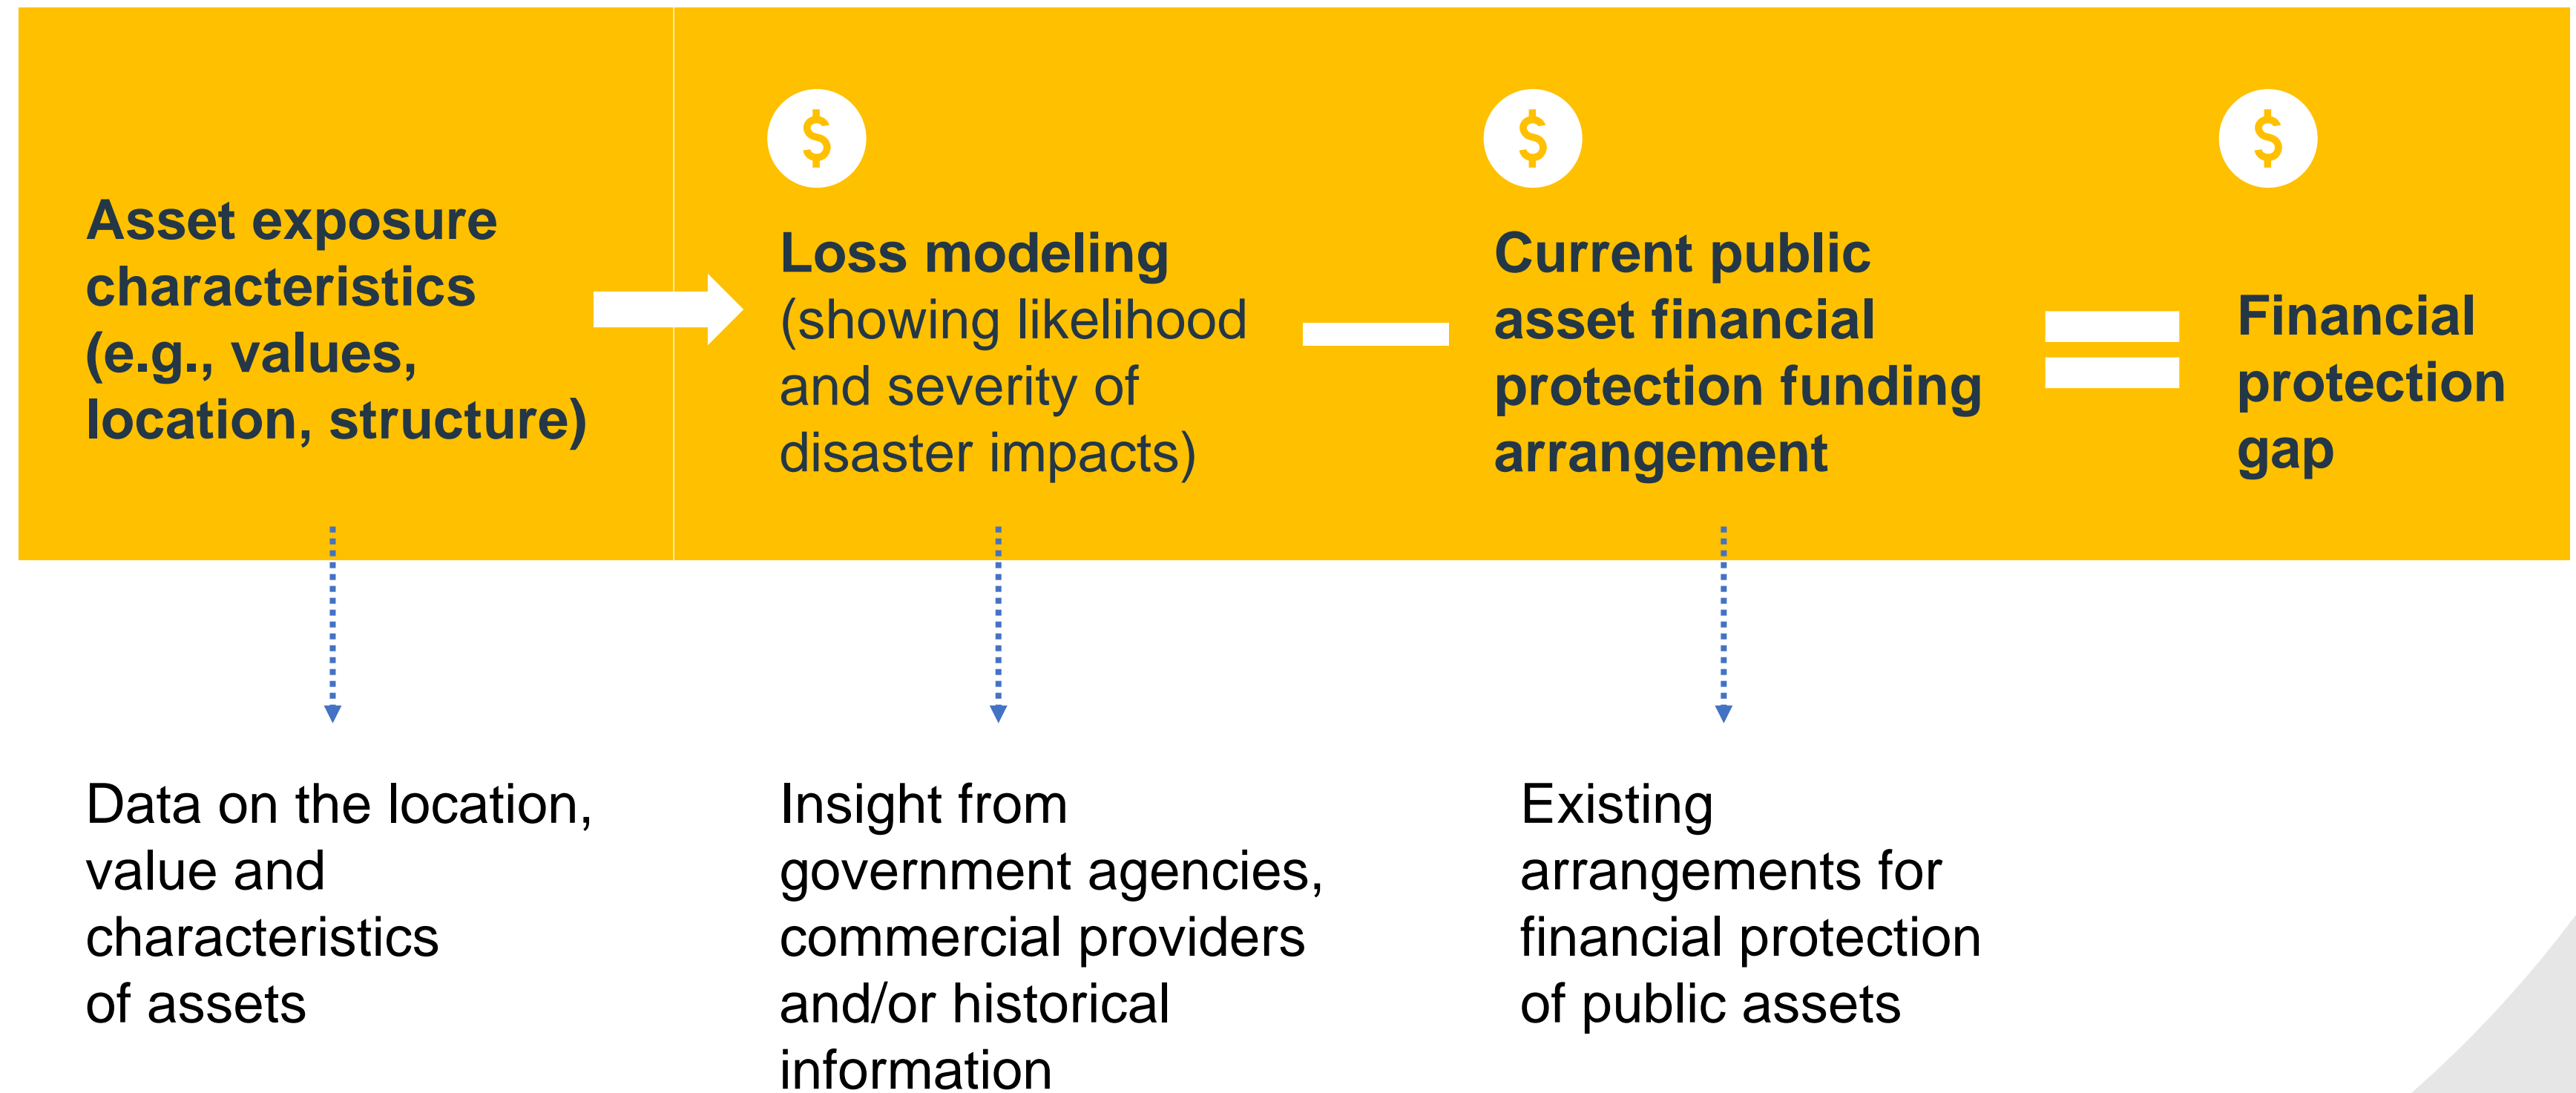 $
$
$
Asset exposure
characteristics
(e.g., values,
location, structure)
Loss modeling
(showing likelihood
and severity of
disaster impacts)
Current public
asset financial
protection funding
arrangement
Financial
protection
gap
Data on the location,
value and
characteristics
of assets
Insight from
government agencies,
commercial providers
and/or historical
information
Existing
arrangements for
financial protection
of public assets